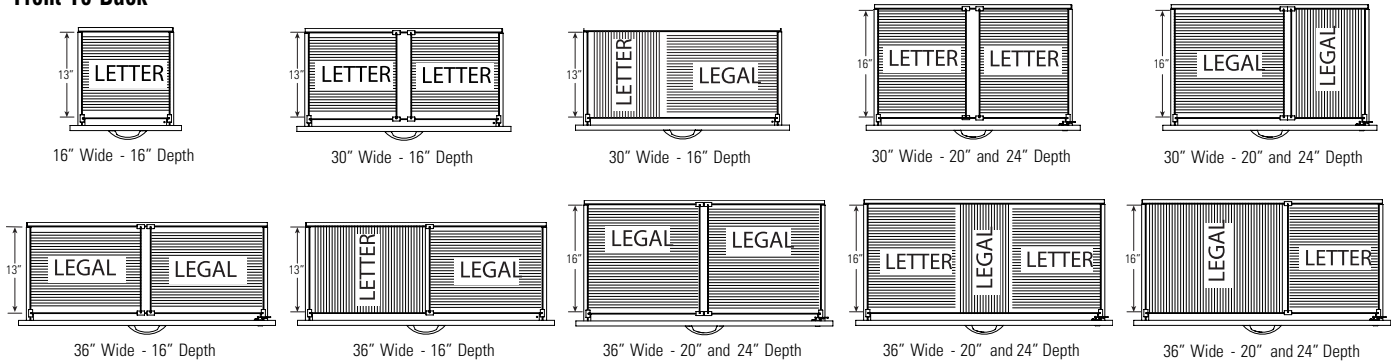 Front To Back
13″
LETTER
16″ Wide - 16″ Depth
13″
LETTER
LETTER
30″ Wide - 16″ Depth
13″
LETTER
LEGAL
30″ Wide - 16″ Depth
16″
LETTER
LETTER
30″ Wide - 20″ and 24″ Depth
16″
LEGAL
LEGAL
30″ Wide - 20″ and 24″ Depth
13″
LEGAL
LEGAL
36″ Wide - 16″ Depth
13″
LETTER
LEGAL
36″ Wide - 16″ Depth
16″
LEGAL
LEGAL
36″ Wide - 20″ and 24″ Depth
16″
LETTER
LEGAL
LETTER
36″ Wide - 20″ and 24″ Depth
16″
LEGAL
LETTER
36″ Wide - 20″ and 24″ Depth